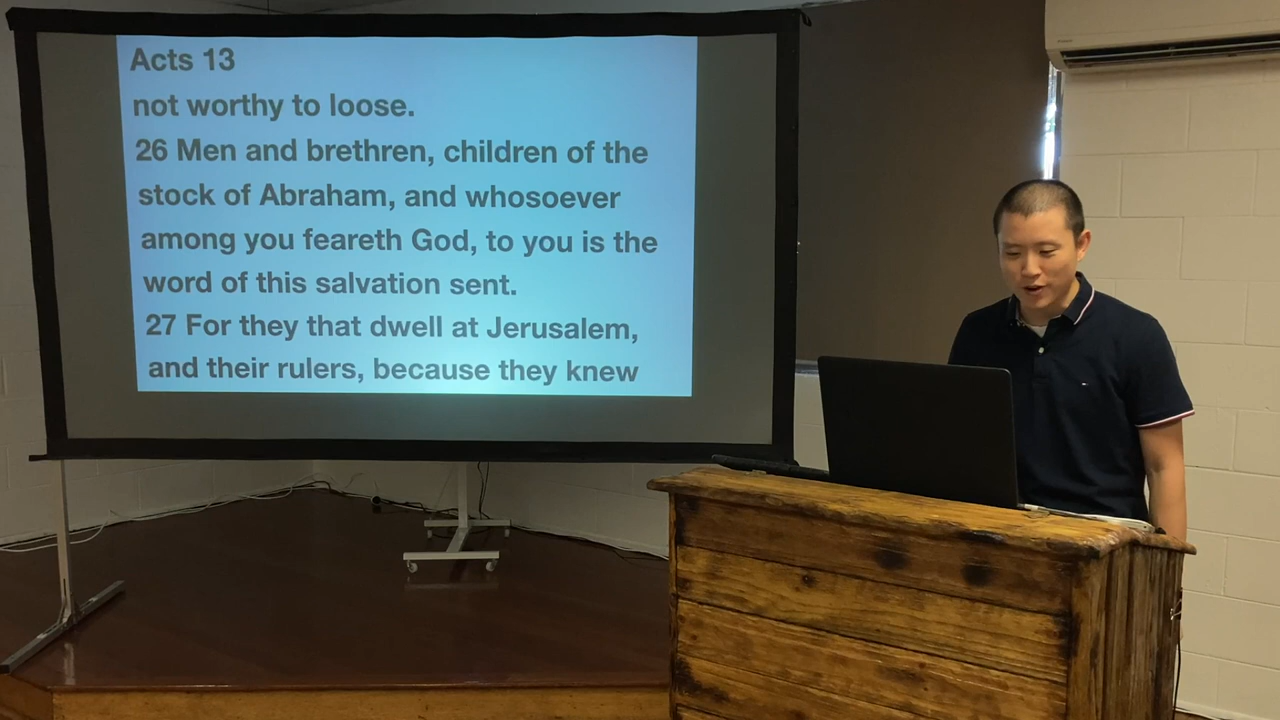 Acts 13
not worthy to loose.
26 Men and brethren, children of the
stock of Abraham, and whosoever
among you feareth God, to you is the
word of this salvation sent.
27 For they that dwell at Jerusalem,
and their rulers, because they knew